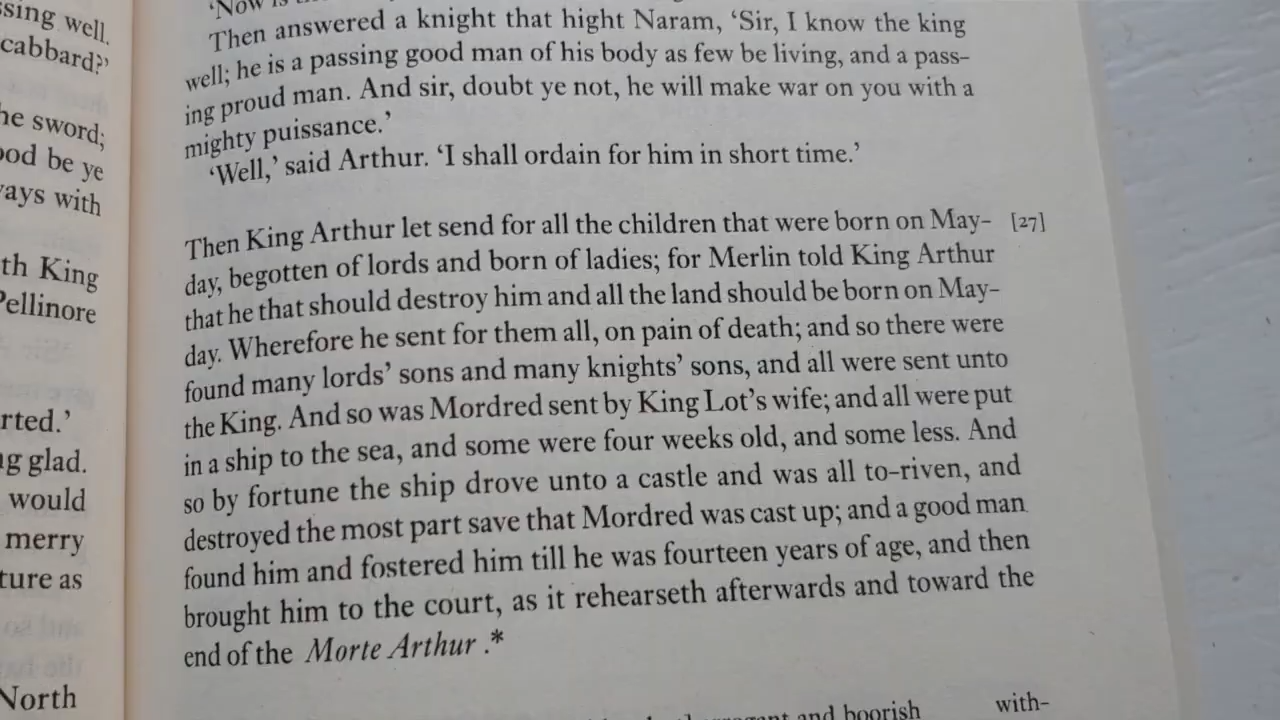 ssing well.
cabbard?'
he sword;
ood be ye
ways with
th King
Pellinore
rted.'
ng glad.
would
merry
ture as
North
'Now is
Then answered a knight that hight Naram, 'Sir, I know the king
well; he is a passing good man of his body as few be living, and a pass-
ing proud man. And sir, doubt ye not, he will make war on you with a
mighty puissance.'
'Well,' said Arthur. 'I shall ordain for him in short time.'
Then King Arthur let send for all the children that were born on May- [27]
day, begotten of lords and born of ladies; for Merlin told King Arthur
that he that should destroy him and all the land should be born on May-
day. Wherefore he sent for them all, on pain of death; and so there were
found many lords' sons and many knights' sons, and all were sent unto
the King. And so was Mordred sent by King Lot's wife; and all were put
in a ship to the sea, and some were four weeks old, and some less. And
so by fortune the ship drove unto a castle and was all to-riven, and
destroyed the most part save that Mordred was cast up; and a good man
found him and fostered him till he was fourteen years of age, and then
brought him to the court, as it rehearseth afterwards and toward the
end of the Morte Arthur.*
and boorish with-